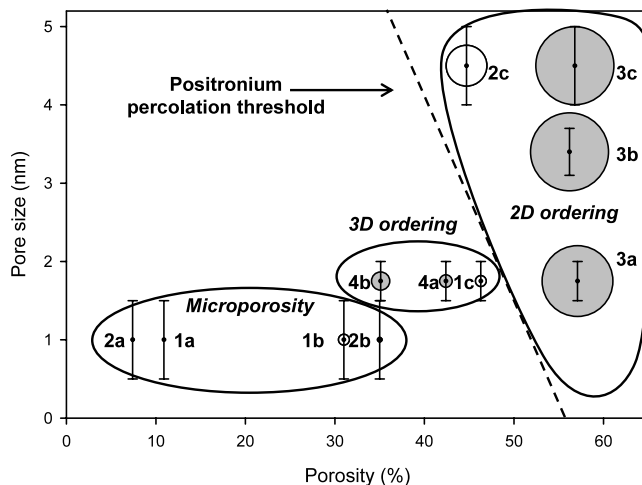 5
4
3
2
1
0
Pore size (nm)
Positronium
percolation threshold
2c
3c
3b
3D ordering
2D ordering
3a
4b
4a
1c
Microporosity
2a
1a
1b
2b
0
10
20
30
40
50
60
Porosity (%)